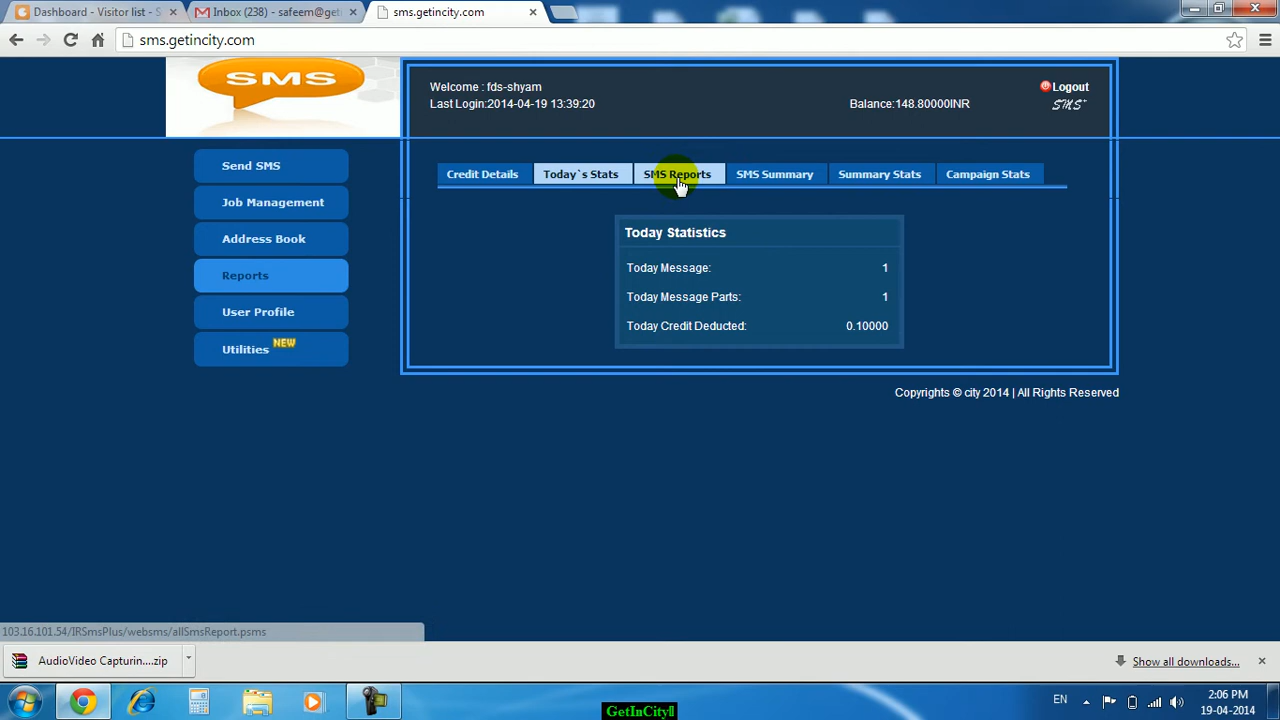 Dashboard - Visitor list - S
Inbox (238) - safeem@get
sms.getincity.com
sms.getincity.com
SMS
Welcome : fds-shyam
Last Login:2014-04-19 13:39:20
Balance:148.80000INR
Logout
SMS+
Send SMS
Job Management
Address Book
Reports
User Profile
Utilities NEW
Credit Details
Today`s Stats
SMS Reports
SMS Summary
Summary Stats
Campaign Stats
Today Statistics
Today Message: 1
Today Message Parts: 1
Today Credit Deducted: 0.10000
Copyrights © city 2014 | All Rights Reserved
103.16.101.54/IRSmsPlus/websms/allSmsReport.psms
AudioVideo Capturin....zip
Show all downloads...
EN
2:06 PM
19-04-2014
GetInCity